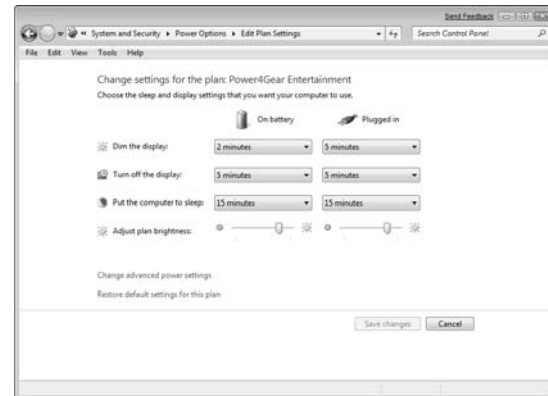 Send Feedback
« System and Security ▸ Power Options ▸ Edit Plan Settings
Search Control Panel
File Edit View Tools Help
Change settings for the plan: Power4Gear Entertainment
Choose the sleep and display settings that you want your computer to use.
On battery Plugged in
Dim the display: 2 minutes 5 minutes
Turn off the display: 5 minutes 5 minutes
Put the computer to sleep: 15 minutes 15 minutes
Adjust plan brightness:
Change advanced power settings
Restore default settings for this plan
Save changes Cancel